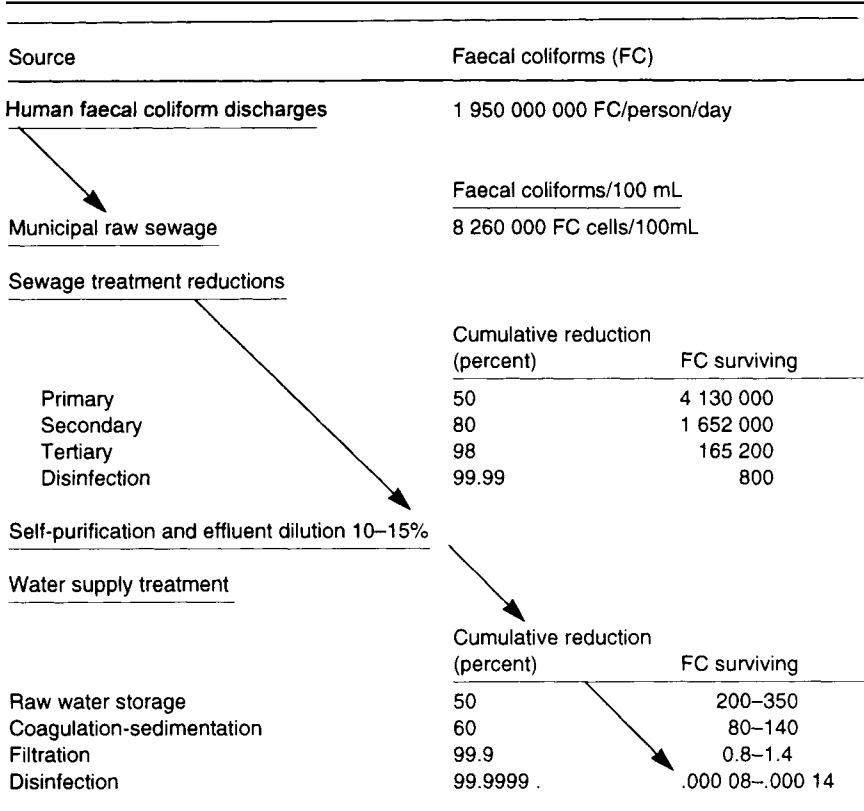 Source Faecal coliforms (FC)
Human faecal coliform discharges 1 950 000 000 FC/person/day
Faecal coliforms/100 mL
Municipal raw sewage 8 260 000 FC cells/100mL
Sewage treatment reductions
Cumulative reduction
(percent) FC surviving
Primary 50 4 130 000
Secondary 80 1 652 000
Tertiary 98 165 200
Disinfection 99.99 800
Self-purification and effluent dilution 10–15%
Water supply treatment
Cumulative reduction
(percent) FC surviving
Raw water storage 50 200–350
Coagulation-sedimentation 60 80–140
Filtration 99.9 0.8–1.4
Disinfection 99.9999 . .000 08–.000 14